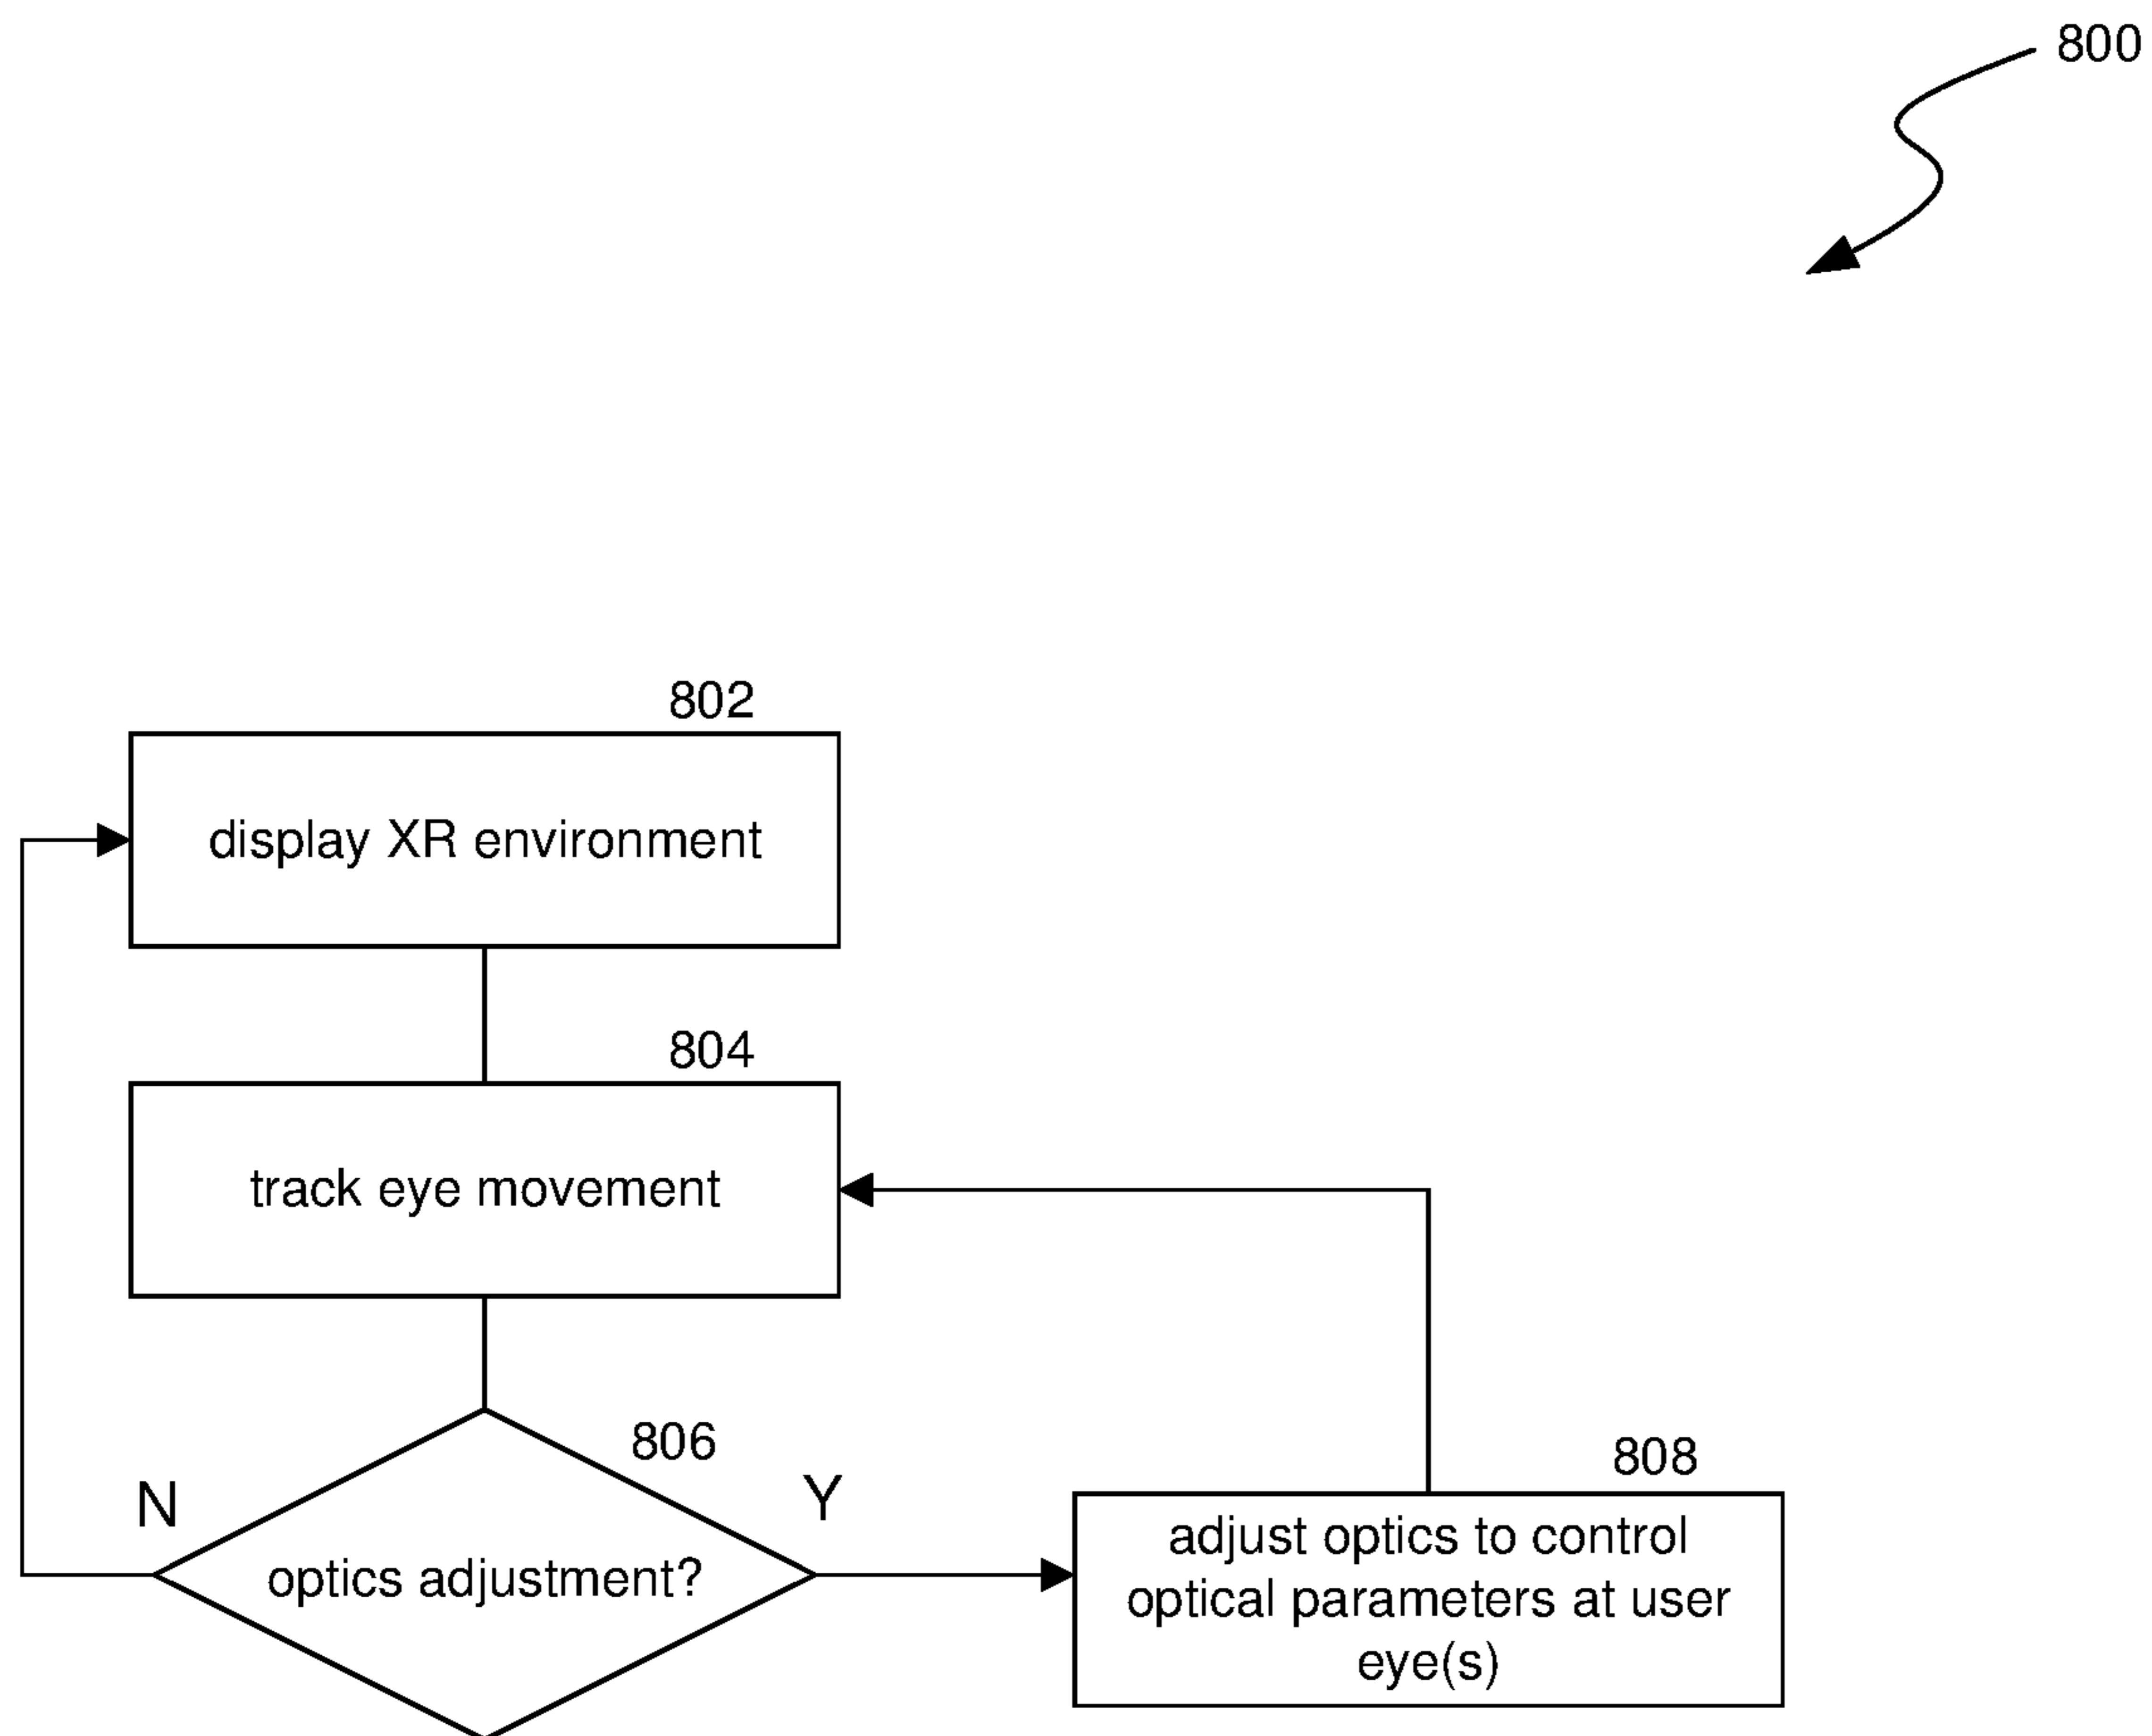 800
802
display XR environment
804
track eye movement
806
N
Y
optics adjustment?
808
adjust optics to control
optical parameters at user
eye(s)